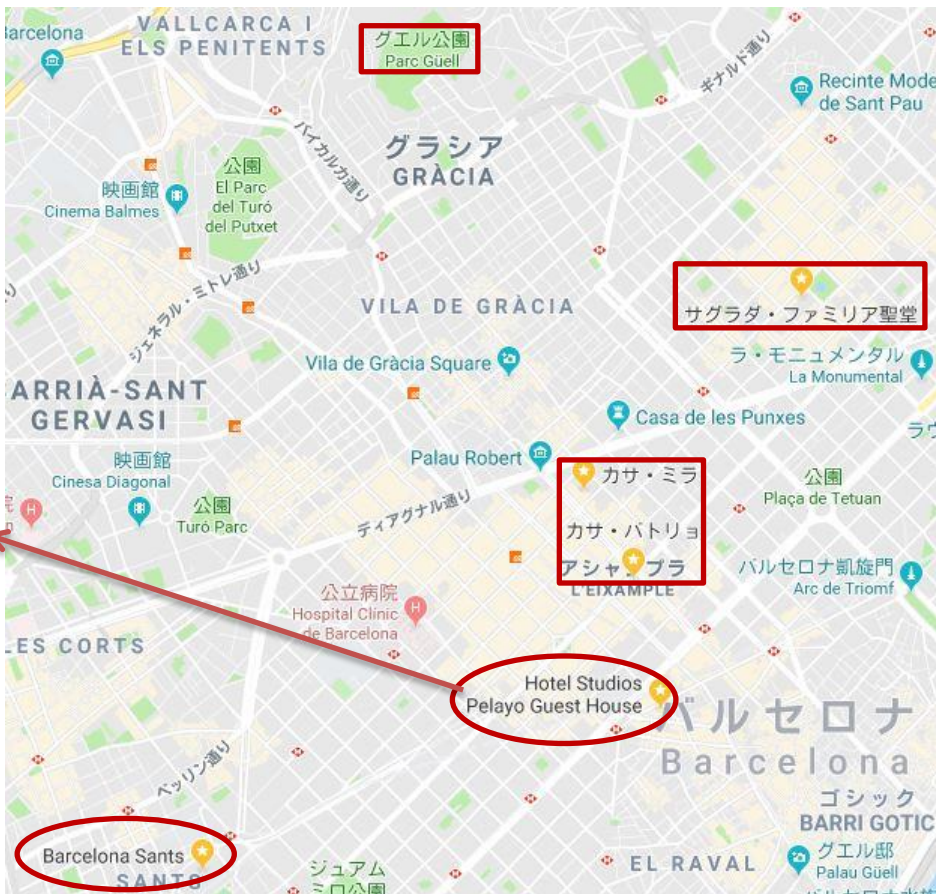 Barcelona
VALLCARCA I
ELS PENITENTS
グエル公園
Parc Güell
ギナルド通り
Recinte Mode
de Sant Pau
バイカルカ通り
グラシア
GRÀCIA
公園
El Parc
del Turó
del Putxet
映画館
Cinema Balmes
ジェネラル・ミトレ通り
VILA DE GRÀCIA
サグラダ・ファミリア聖堂
Vila de Gràcia Square
ラ・モニュメンタル
La Monumental
ARRIÀ-SANT
GERVASI
Casa de les Punxes
ラウ
映画館
Cinesa Diagonal
Palau Robert
カサ・ミラ
公園
Plaça de Tetuan
公園
Turó Parc
ディアグナル通り
カサ・バトリョ
アシャンプラ
L'EIXAMPLE
バルセロナ凱旋門
Arc de Triomf
公立病院
Hospital Clínic
de Barcelona
LES CORTS
Hotel Studios
Pelayo Guest House
バルセロナ
Barcelona
ベッリン通り
ゴシック
BARRI GOTIC
Barcelona Sants
SANTS
ジュアム
ミロ公園
EL RAVAL
グエル邸
Palau Güell